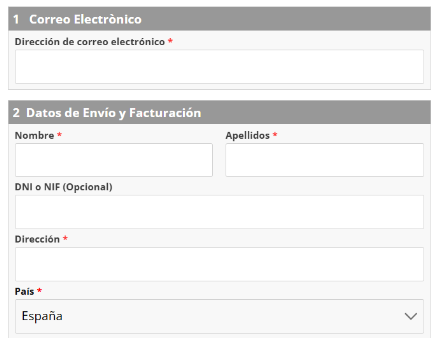 1 Correo Electrònico
Dirección de correo electrónico *
2 Datos de Envío y Facturación
Nombre * Apellidos *
DNI o NIF (Opcional)
Dirección *
País *
España